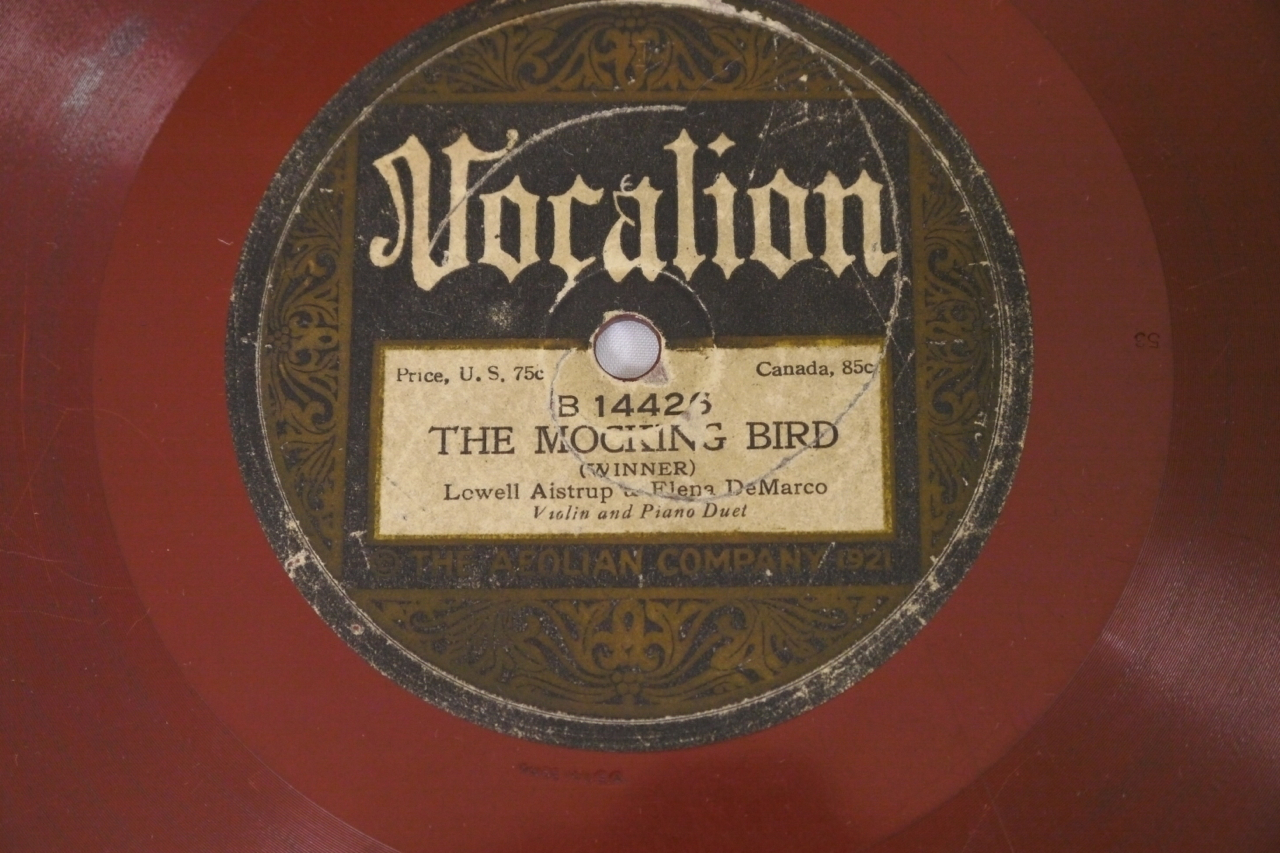 Vocalion
Price, U. S. 75c Canada, 85c
B 14426
THE MOCKING BIRD
(WINNER)
Lowell Aistrup & Elena DeMarco
Violin and Piano Duet
© THE AEOLIAN COMPANY 1921
53